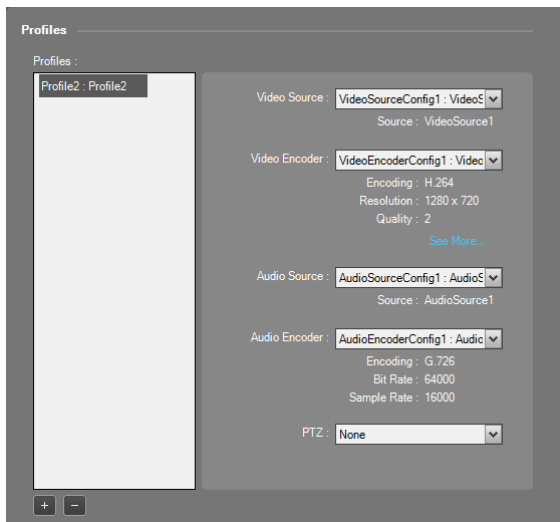 Profiles
Profiles :
Profile2 : Profile2
Video Source : VideoSourceConfig1 : VideoS
Source : VideoSource1
Video Encoder : VideoEncoderConfig1 : Videc
Encoding : H.264
Resolution : 1280 x 720
Quality : 2
See More...
Audio Source : AudioSourceConfig1 : AudioS
Source : AudioSource1
Audio Encoder : AudioEncoderConfig1 : Audic
Encoding : G.726
Bit Rate : 64000
Sample Rate : 16000
PTZ : None
+ −